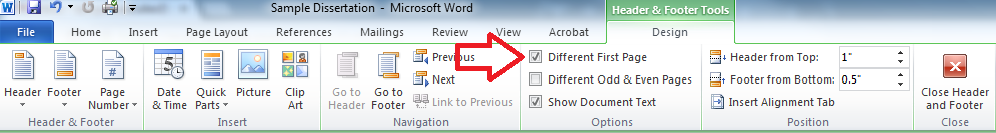 Sample Dissertation - Microsoft Word
Header & Footer Tools
File Home Insert Page Layout References Mailings Review View Acrobat Design
Header
Footer
Page
Number
Date
& Time
Quick
Parts
Picture
Clip
Art
Go to
Header
Go to
Footer
Previous
Next
Link to Previous
Different First Page
Different Odd & Even Pages
Show Document Text
Header from Top: 1"
Footer from Bottom: 0.5"
Insert Alignment Tab
Close Header
and Footer
Header & Footer Insert Navigation Options Position Close